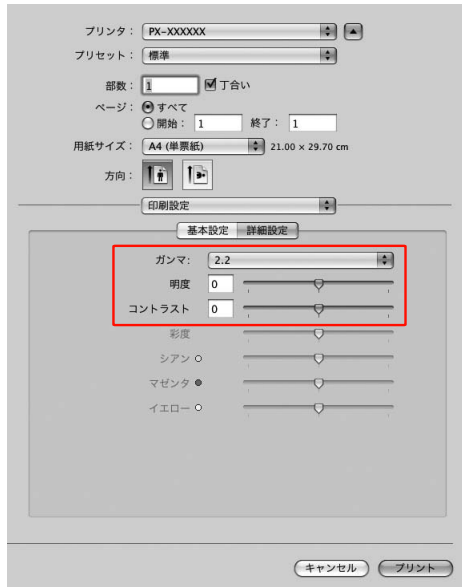 プリンタ： PX-XXXXXX
プリセット： 標準
部数： 1 丁合い
ページ： すべて
開始： 1 終了： 1
用紙サイズ： A4 (単票紙) 21.00 × 29.70 cm
方向：
印刷設定
基本設定 詳細設定
ガンマ: 2.2
明度 0
コントラスト 0
彩度
シアン
マゼンタ
イエロー
キャンセル プリント